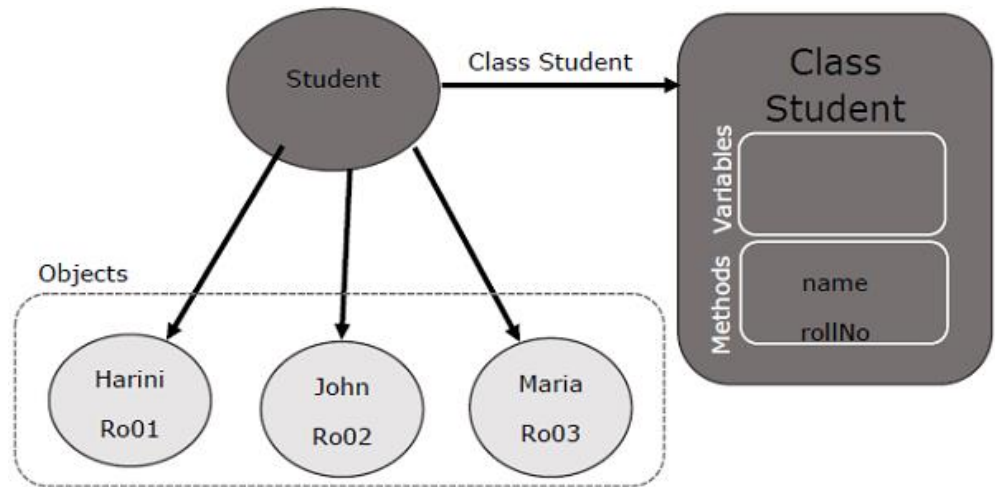 Student
Class Student
Class
Student
Variables
Methods
name
rollNo
Objects
Harini
Ro01
John
Ro02
Maria
Ro03